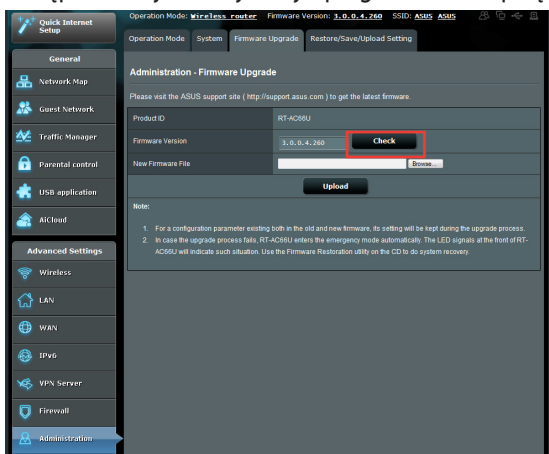 Quick Internet
Setup
Operation Mode: Wireless router Firmware Version: 3.0.0.4.260 SSID: ASUS ASUS
Operation Mode System Firmware Upgrade Restore/Save/Upload Setting
General
Network Map
Guest Network
Traffic Manager
Parental control
USB application
AiCloud
Advanced Settings
Wireless
LAN
WAN
IPv6
VPN Server
Firewall
Administration
Administration - Firmware Upgrade
Please visit the ASUS support site ( http://support.asus.com ) to get the latest firmware.
Product ID RT-AC66U
Firmware Version 3.0.0.4.260 Check
New Firmware File Browse...
Upload
Note:
1. For a configuration parameter existing both in the old and new firmware, its setting will be kept during the upgrade process.
2. In case the upgrade process fails, RT-AC66U enters the emergency mode automatically. The LED signals at the front of RT-
AC66U will indicate such situation. Use the Firmware Restoration utility on the CD to do system recovery.